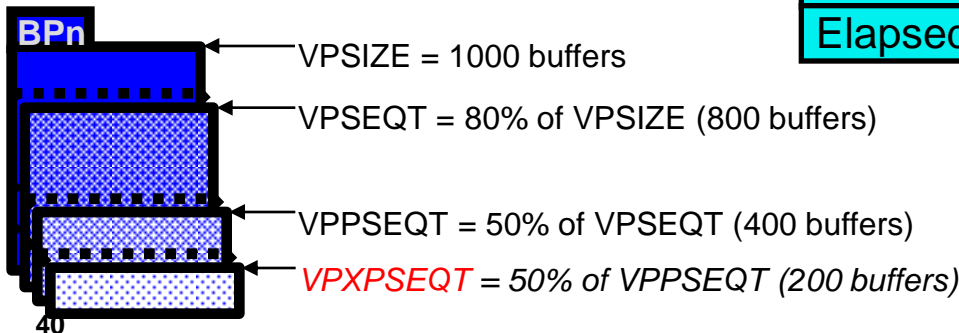 BPn
Elapsed
VPSIZE = 1000 buffers
VPSEQT = 80% of VPSIZE (800 buffers)
VPPSEQT = 50% of VPSEQT (400 buffers)
VPXPSEQT = 50% of VPPSEQT (200 buffers)
40